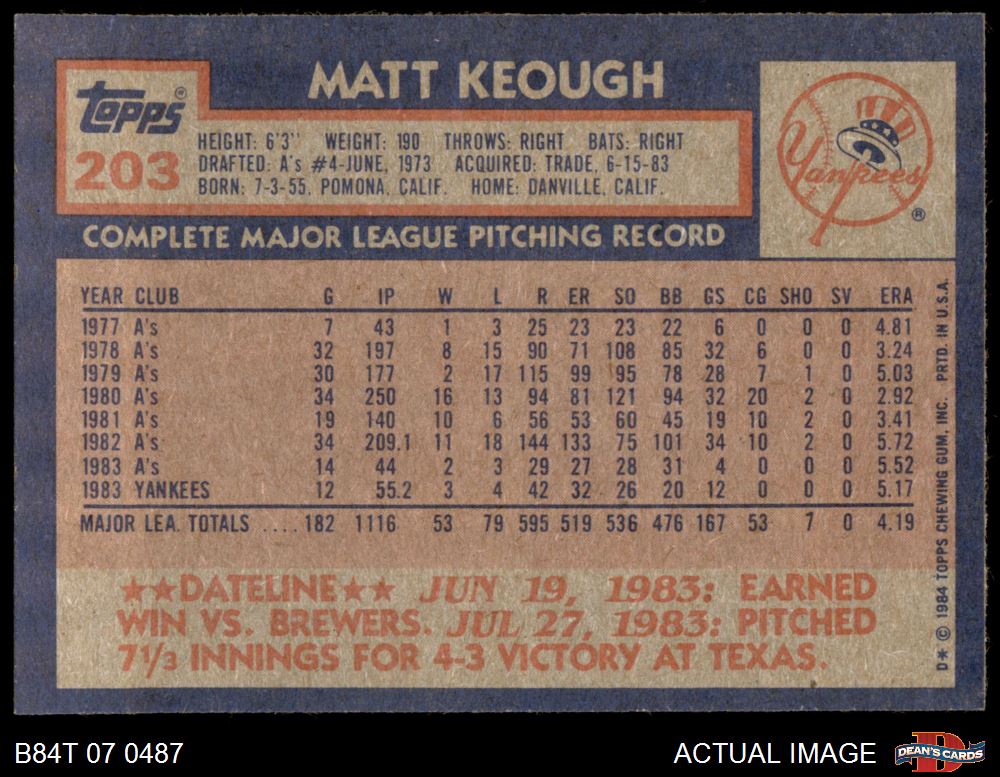 MATT KEOUGH
Topps®
203
HEIGHT: 6'3" WEIGHT: 190 THROWS: RIGHT BATS: RIGHT
DRAFTED: A's #4-JUNE, 1973 ACQUIRED: TRADE, 6-15-83
BORN: 7-3-55, POMONA, CALIF. HOME: DANVILLE, CALIF.
Yankees
®
COMPLETE MAJOR LEAGUE PITCHING RECORD
YEAR CLUB G IP W L R ER SO BB GS CG SHO SV ERA
1977 A's 7 43 1 3 25 23 23 22 6 0 0 0 4.81
1978 A's 32 197 8 15 90 71 108 85 32 6 0 0 3.24
1979 A's 30 177 2 17 115 99 95 78 28 7 1 0 5.03
1980 A's 34 250 16 13 94 81 121 94 32 20 2 0 2.92
1981 A's 19 140 10 6 56 53 60 45 19 10 2 0 3.41
1982 A's 34 209.1 11 18 144 133 75 101 34 10 2 0 5.72
1983 A's 14 44 2 3 29 27 28 31 4 0 0 0 5.52
1983 YANKEES 12 55.2 3 4 42 32 26 20 12 0 0 0 5.17
MAJOR LEA. TOTALS .... 182 1116 53 79 595 519 536 476 167 53 7 0 4.19
★★DATELINE★★ JUN 19, 1983: EARNED
WIN VS. BREWERS. JUL 27, 1983: PITCHED
7⅓ INNINGS FOR 4-3 VICTORY AT TEXAS.
D* © 1984 TOPPS CHEWING GUM, INC. PRTD. IN U.S.A.
B84T 07 0487
ACTUAL IMAGE
D
DEAN'S CARDS